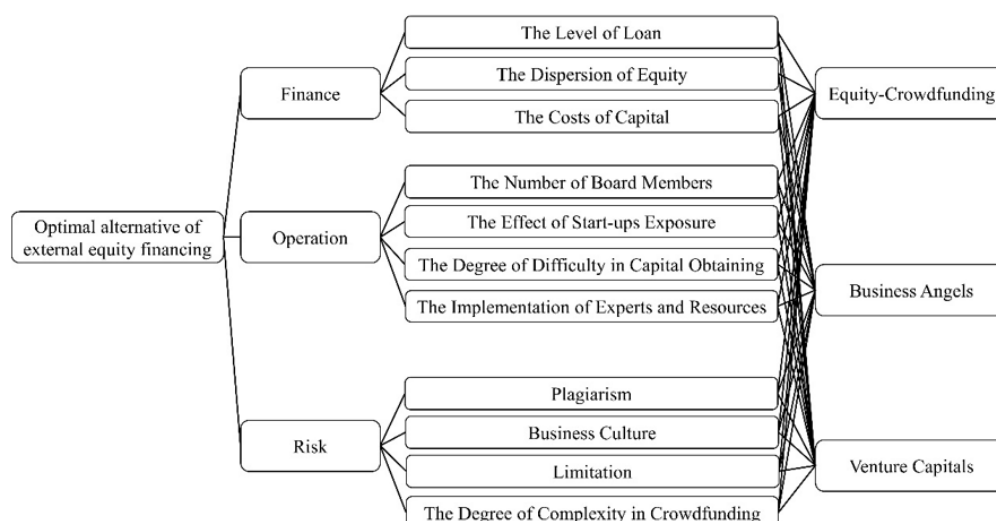 Optimal alternative of
external equity financing
Finance
Operation
Risk
The Level of Loan
The Dispersion of Equity
The Costs of Capital
The Number of Board Members
The Effect of Start-ups Exposure
The Degree of Difficulty in Capital Obtaining
The Implementation of Experts and Resources
Plagiarism
Business Culture
Limitation
The Degree of Complexity in Crowdfunding
Equity-Crowdfunding
Business Angels
Venture Capitals